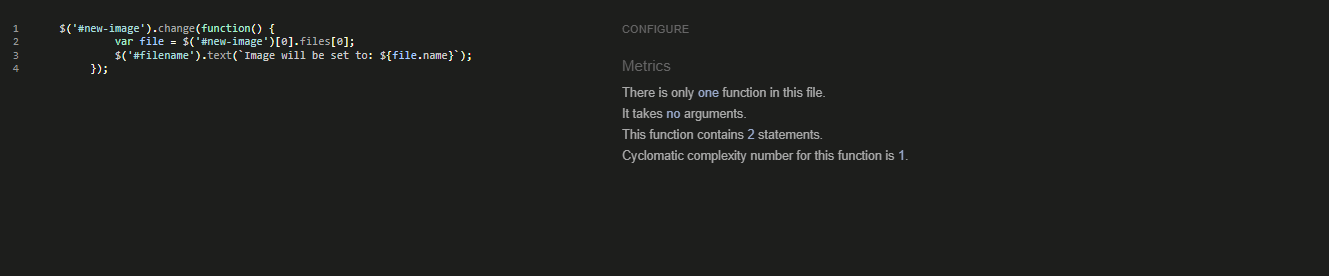 1 $('#new-image').change(function() {
2 var file = $('#new-image')[0].files[0];
3 $('#filename').text(`Image will be set to: ${file.name}`);
4 });
CONFIGURE
Metrics
There is only one function in this file.
It takes no arguments.
This function contains 2 statements.
Cyclomatic complexity number for this function is 1.